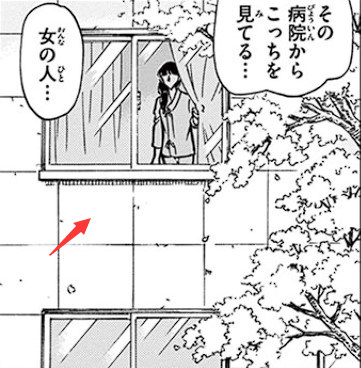 その
病院から
こっちを
見てる…
女の人…